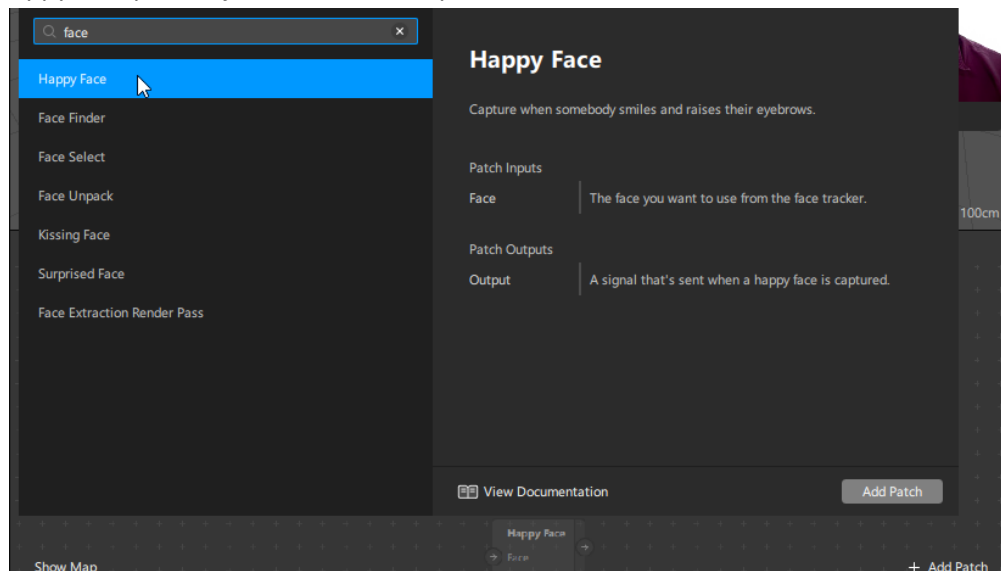 face
Happy Face
Face Finder
Face Select
Face Unpack
Kissing Face
Surprised Face
Face Extraction Render Pass
Happy Face
Capture when somebody smiles and raises their eyebrows.
Patch Inputs
Face The face you want to use from the face tracker.
Patch Outputs
Output A signal that's sent when a happy face is captured.
View Documentation Add Patch
100cm
Happy Face
Face
Show Map + Add Patch